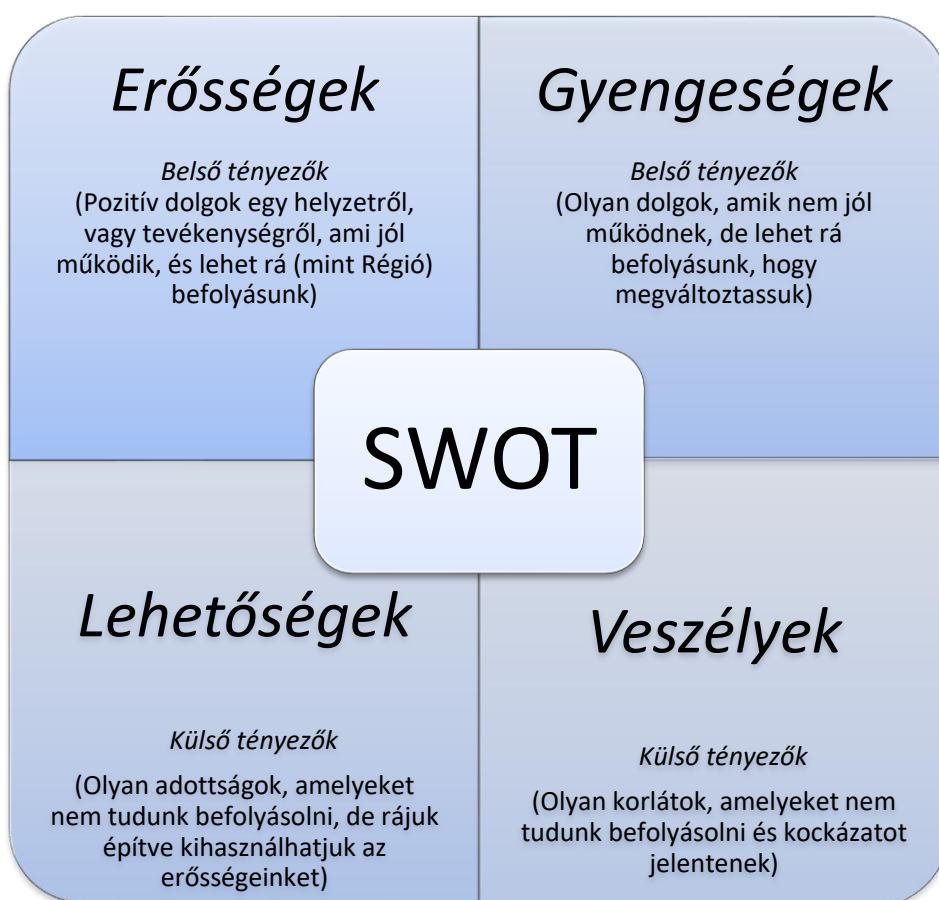 Erősségek
Belső tényezők
(Pozitív dolgok egy helyzetről,
vagy tevékenységről, ami jól
működik, és lehet rá (mint Régió)
befolyásunk)
Gyengeségek
Belső tényezők
(Olyan dolgok, amik nem jól
működnek, de lehet rá
befolyásunk, hogy
megváltoztassuk)
SWOT
Lehetőségek
Külső tényezők
(Olyan adottságok, amelyeket
nem tudunk befolyásolni, de rájuk
építve kihasználhatjuk az
erősségeinket)
Veszélyek
Külső tényezők
(Olyan korlátok, amelyeket nem
tudunk befolyásolni és kockázatot
jelentenek)